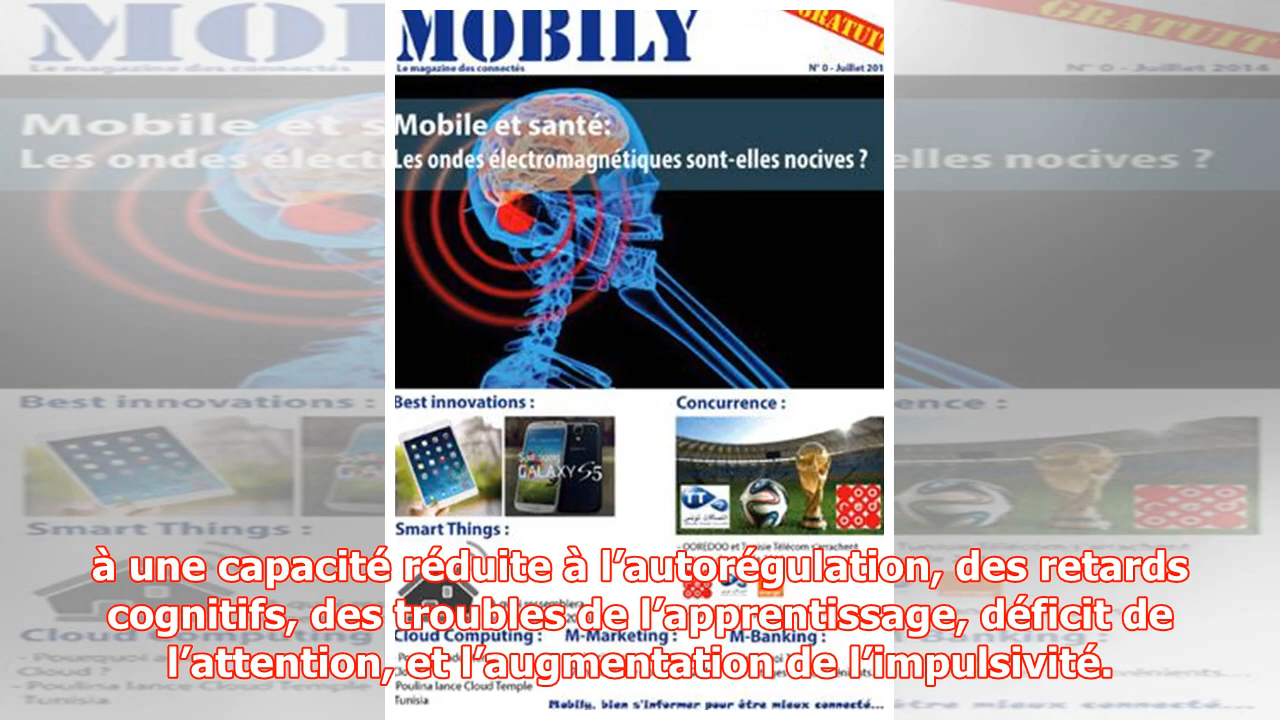 MOBILY
GRATUIT
Le magazine des connectés
N° 0 - Juillet 201
Mobile et santé:
Les ondes électromagnétiques sont-elles nocives ?
Best innovations :
Concurrence :
GALAXY S5
Smart Things :
- OOREDOO et Tunisie Télécom s'arrachent
à une capacité réduite à l’autorégulation, des retards
cognitifs, des troubles de l’apprentissage, déficit de
l’attention, et l’augmentation de l’impulsivité.
Cloud Computing :
M-Marketing :
M-Banking :
Poulina lance Cloud Temple
Tunisia
Mobily, bien s'informer pour être mieux connecté...